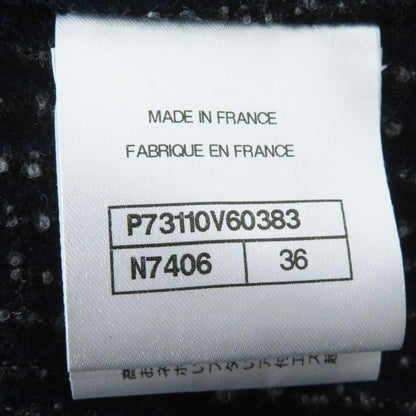 MADE IN FRANCE
FABRIQUE EN FRANCE
P73110V60383
N7406 36